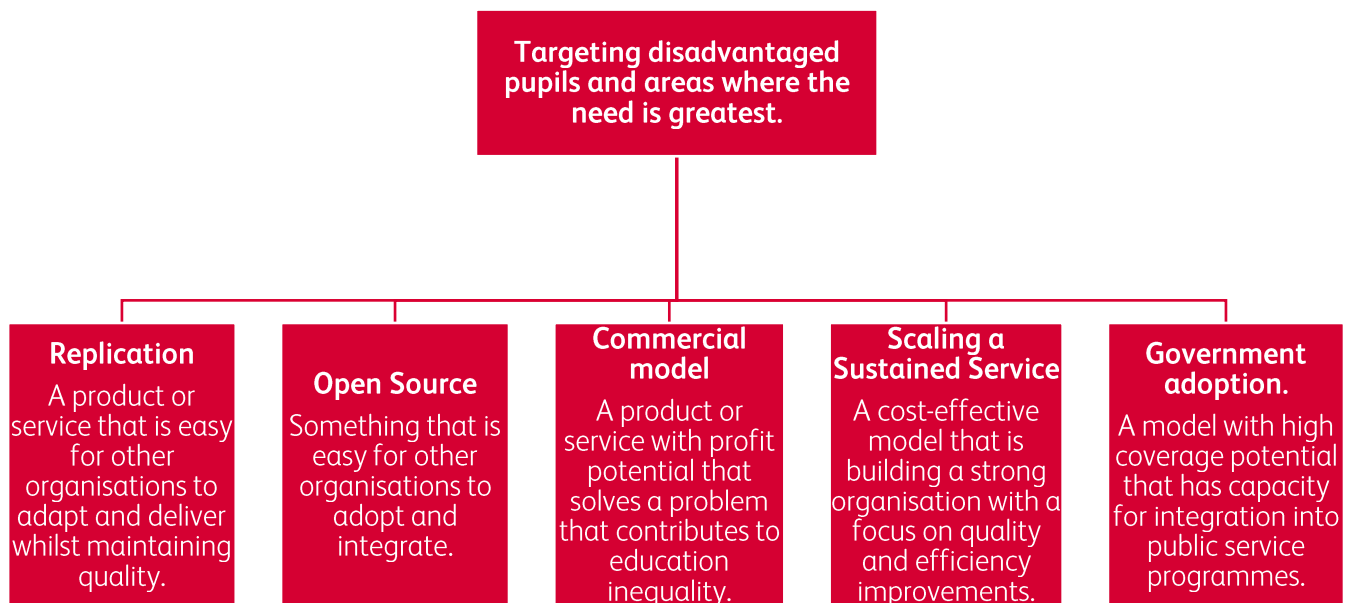 Targeting disadvantaged
pupils and areas where the
need is greatest.
Replication
A product or
service that is easy
for other
organisations to
adapt and deliver
whilst maintaining
quality.
Open Source
Something that is
easy for other
organisations to
adopt and
integrate.
Commercial
model
A product or
service with profit
potential that
solves a problem
that contributes to
education
inequality.
Scaling a
Sustained Service
A cost-effective
model that is
building a strong
organisation with a
focus on quality
and efficiency
improvements.
Government
adoption.
A model with high
coverage potential
that has capacity
for integration into
public service
programmes.